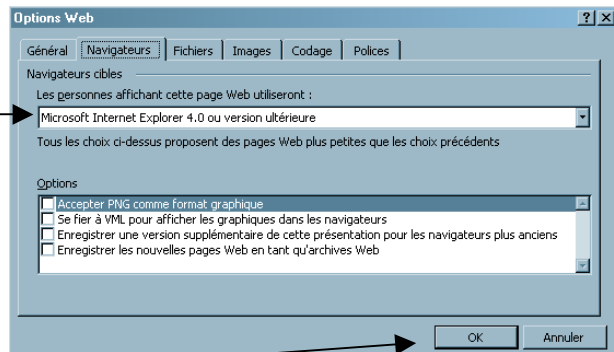 Options Web
Général Navigateurs Fichiers Images Codage Polices
Navigateurs cibles
Les personnes affichant cette page Web utiliseront :
Microsoft Internet Explorer 4.0 ou version ultérieure
Tous les choix ci-dessus proposent des pages Web plus petites que les choix précédents
Options
Accepter PNG comme format graphique
Se fier à VML pour afficher les graphiques dans les navigateurs
Enregistrer une version supplémentaire de cette présentation pour les navigateurs plus anciens
Enregistrer les nouvelles pages Web en tant qu'archives Web
OK Annuler